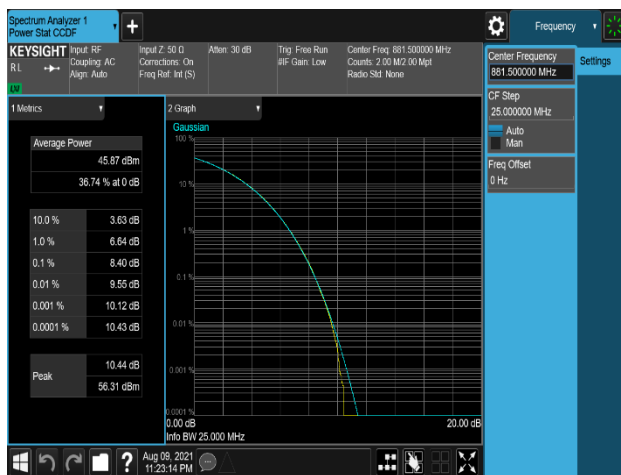 Spectrum Analyzer 1
Power Stat CCDF
+
Frequency
KEYSIGHT
RL
LXI
Input: RF
Coupling: AC
Align: Auto
Input Z: 50 Ω
Corrections: On
Freq Ref: Int (S)
Atten: 30 dB
Trig: Free Run
#IF Gain: Low
Center Freq: 881.500000 MHz
Counts: 2.00 M/2.00 Mpt
Radio Std: None
Center Frequency
881.500000 MHz
Settings
CF Step
25.000000 MHz
Auto
Man
Freq Offset
0 Hz
1 Metrics
Average Power
45.87 dBm
36.74 % at 0 dB
10.0 % 3.63 dB
1.0 % 6.64 dB
0.1 % 8.40 dB
0.01 % 9.55 dB
0.001 % 10.12 dB
0.0001 % 10.43 dB
Peak 10.44 dB
56.31 dBm
2 Graph
Gaussian
100 %
10 %
1 %
0.1 %
0.01 %
0.001 %
0.0001 %
0.00 dB 20.00 dB
Info BW 25.000 MHz
?
Aug 09, 2021
11:23:14 PM